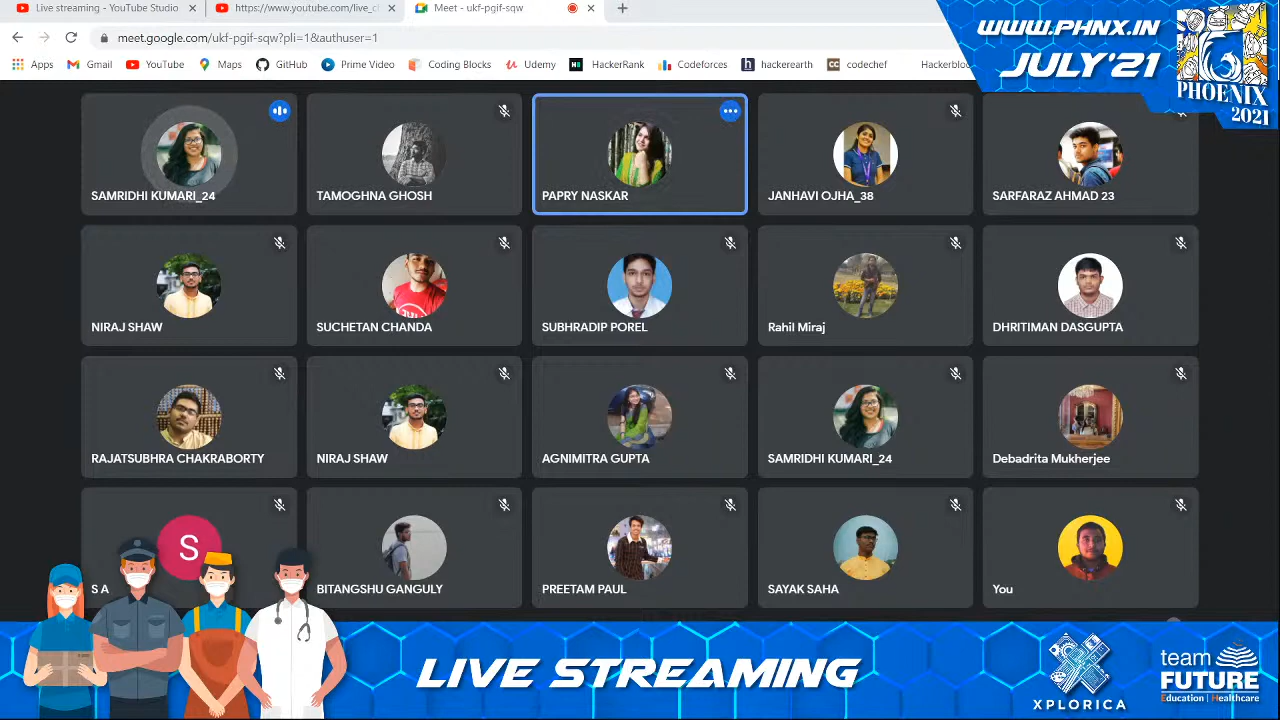 Live streaming - YouTube Studio
https://www.youtube.com/live_cl
Meet - ukf-pgif-sqw
meet.google.com/ukf-pgif-sqw?pli=1&authuser=1
Apps
Gmail
YouTube
Maps
GitHub
Prime Video
Coding Blocks
Udemy
HackerRank
Codeforces
hackerearth
CC
codechef
Hackerbloc
WWW.PHNX.IN
JULY'21
PHOENIX
2021
SAMRIDHI KUMARI_24
TAMOGHNA GHOSH
PAPRY NASKAR
JANHAVI OJHA_38
SARFARAZ AHMAD 23
NIRAJ SHAW
SUCHETAN CHANDA
SUBHRADIP POREL
Rahil Miraj
DHRITIMAN DASGUPTA
RAJATSUBHRA CHAKRABORTY
NIRAJ SHAW
AGNIMITRA GUPTA
SAMRIDHI KUMARI_24
Debadrita Mukherjee
S
S A
BITANGSHU GANGULY
PREETAM PAUL
SAYAK SAHA
You
LIVE STREAMING
XPLORICA
team
FUTURE
Education | Healthcare